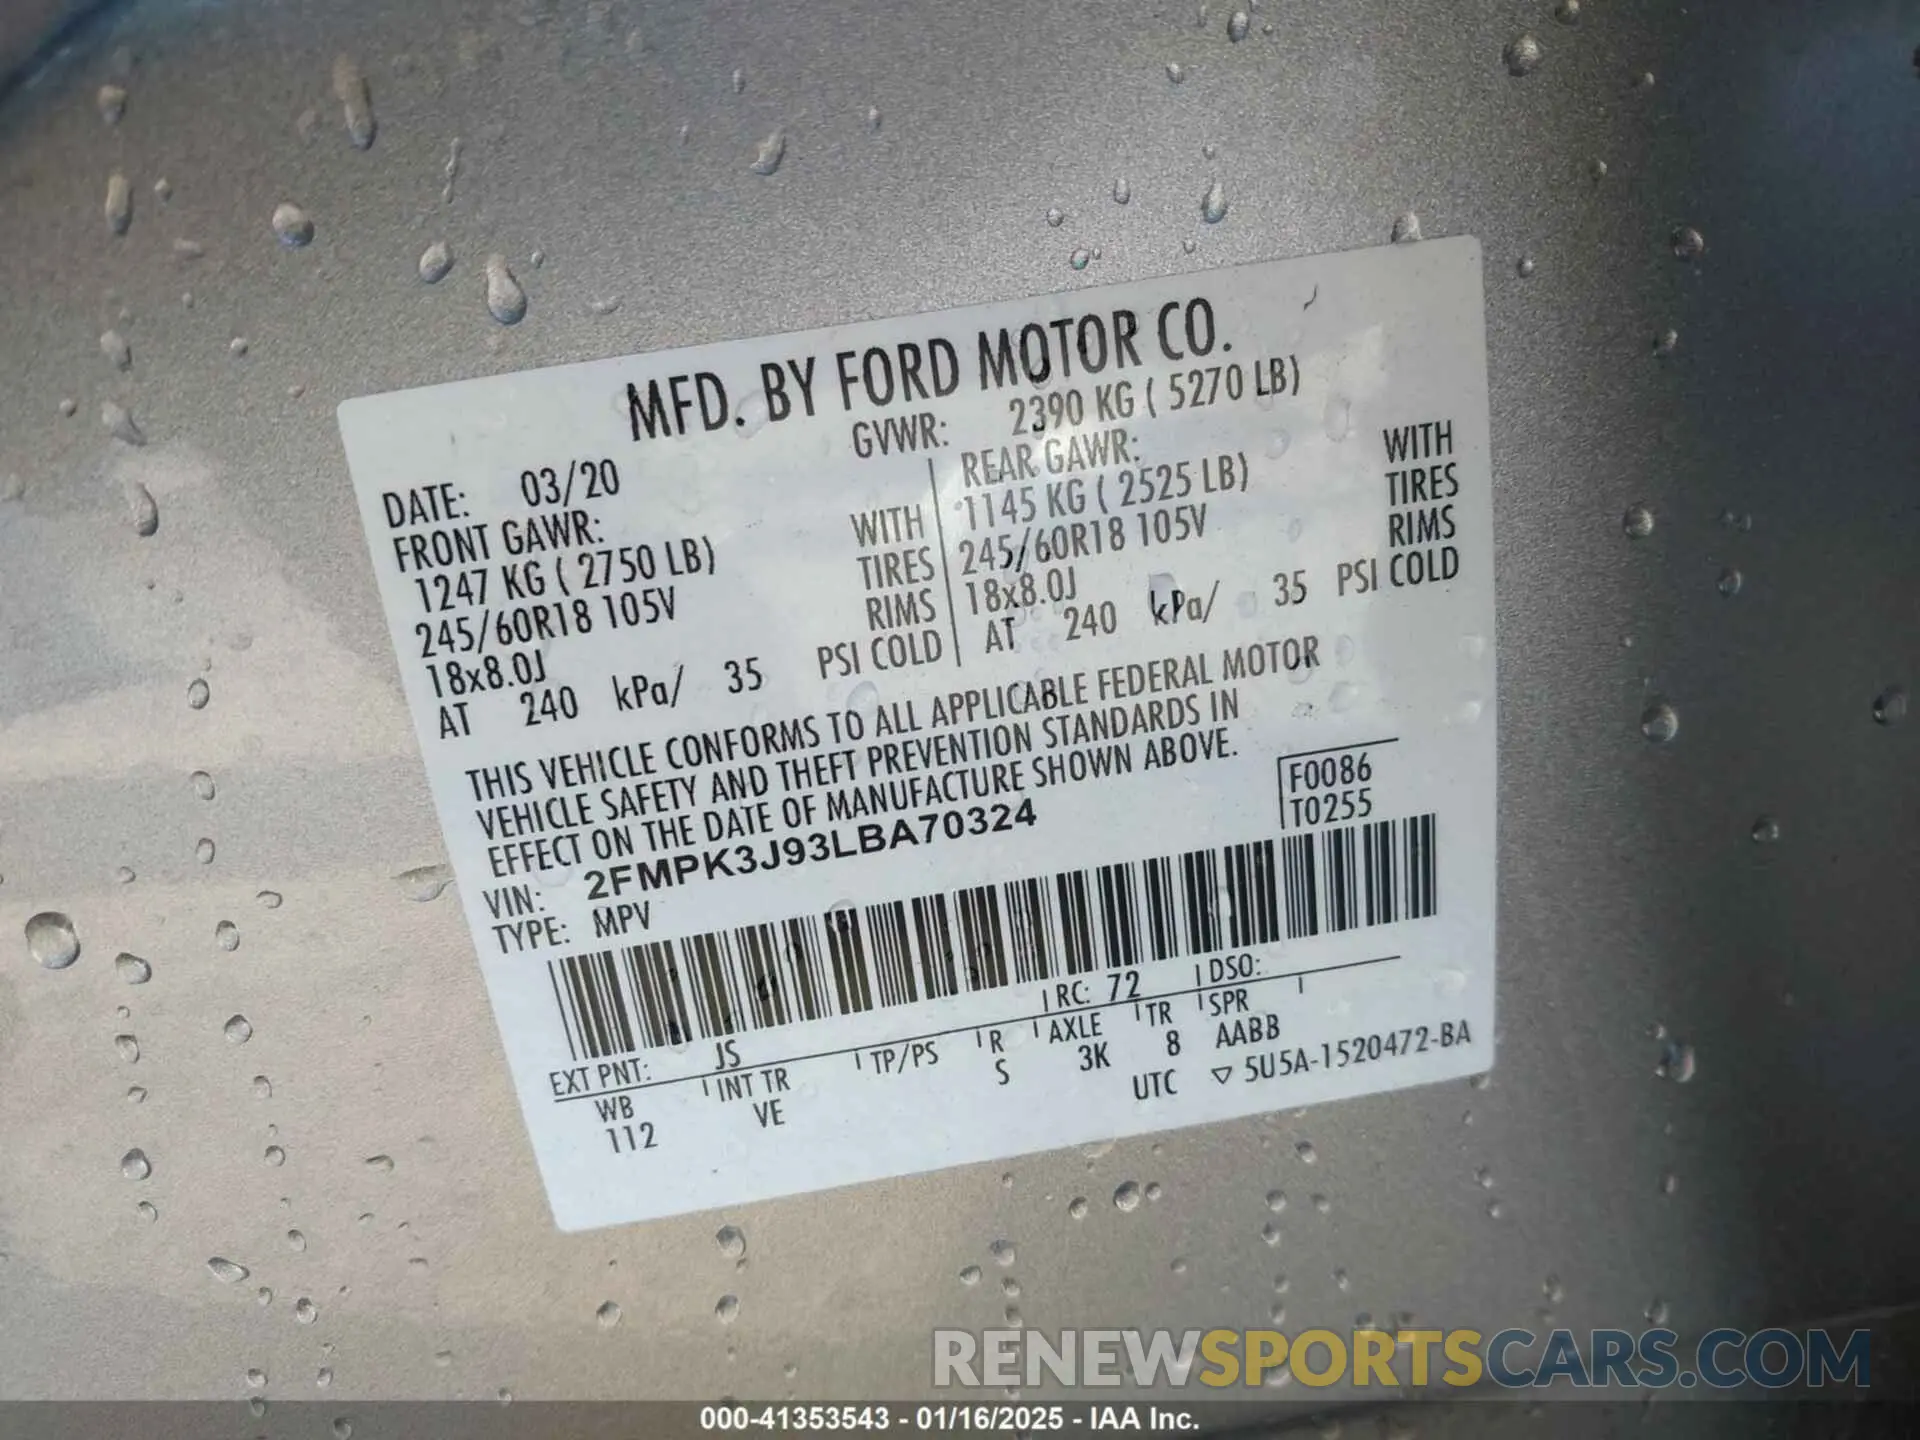 MFD. BY FORD MOTOR CO.
DATE: 03/20
GVWR: 2390 KG ( 5270 LB)
FRONT GAWR:
1247 KG ( 2750 LB) WITH
245/60R18 105V TIRES
18x8.0J RIMS
AT 240 kPa/ 35 PSI COLD
REAR GAWR:
1145 KG ( 2525 LB) WITH
245/60R18 105V TIRES
18x8.0J RIMS
AT 240 kPa/ 35 PSI COLD
THIS VEHICLE CONFORMS TO ALL APPLICABLE FEDERAL MOTOR
VEHICLE SAFETY AND THEFT PREVENTION STANDARDS IN
EFFECT ON THE DATE OF MANUFACTURE SHOWN ABOVE.
F0086
T0255
VIN: 2FMPK3J93LBA70324
TYPE: MPV
EXT PNT: JS RC: 72 DSO:
WB INT TR TP/PS R AXLE TR SPR
112 VE S 3K 8 AABB
UTC ▽ 5U5A-1520472-BA
RENEWSPORTSCARS.COM
000-41353543 - 01/16/2025 - IAA Inc.